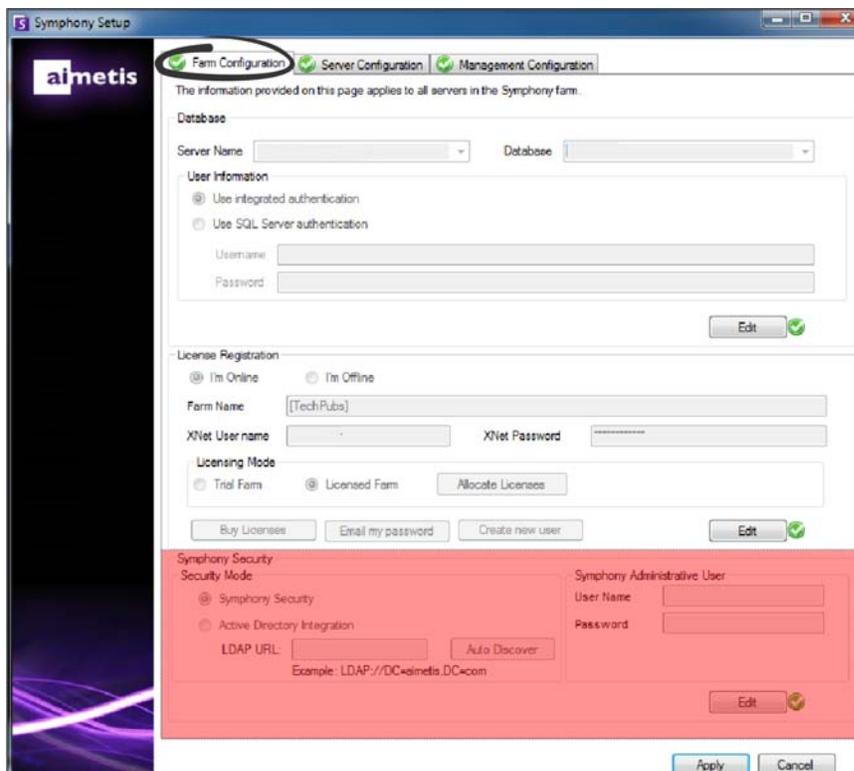 Symphony Setup
aimetis
Farm Configuration Server Configuration Management Configuration
The information provided on this page applies to all servers in the Symphony farm.
Database
Server Name Database
User Information
Use integrated authentication
Use SQL Server authentication
Username
Password
Edit
License Registration
I'm Online I'm Offline
Farm Name [TechPubs]
XNet User name XNet Password ************
Licensing Mode
Trial Farm Licensed Farm Allocate Licenses
Buy Licenses Email my password Create new user Edit
Symphony Security
Security Mode Symphony Administrative User
Symphony Security User Name
Active Directory Integration Password
LDAP URL: Auto Discover
Example: LDAP://DC=aimetis.DC=com
Edit
Apply Cancel